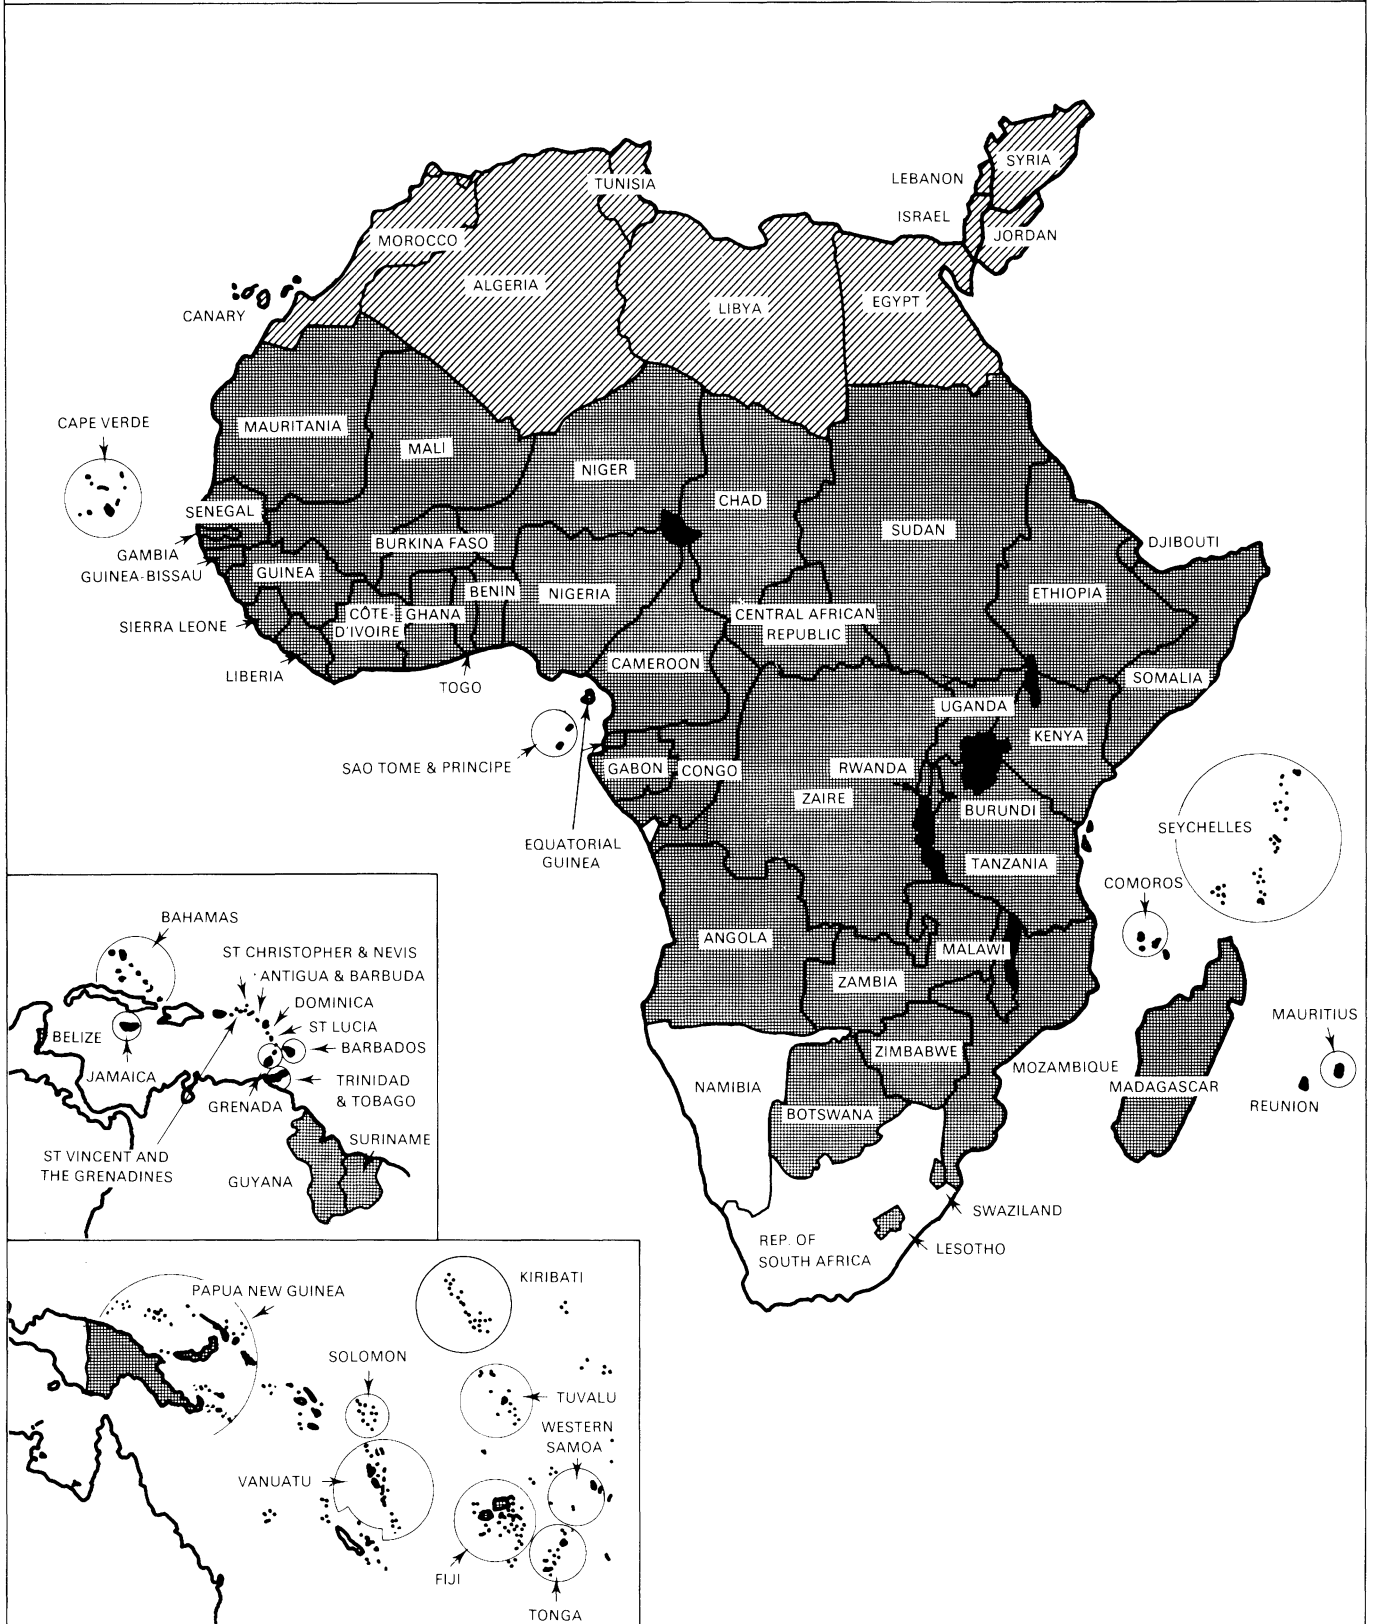 SYRIA
LEBANON
TUNISIA
ISRAEL
JORDAN
MOROCCO
ALGERIA
LIBYA
EGYPT
CANARY
CAPE VERDE
MAURITANIA
MALI
NIGER
CHAD
SENEGAL
SUDAN
BURKINA FASO
DJIBOUTI
GAMBIA
GUINEA-BISSAU
GUINEA
BENIN
NIGERIA
ETHIOPIA
CÔTE-
D'IVOIRE
GHANA
CENTRAL AFRICAN
REPUBLIC
SIERRA LEONE
CAMEROON
LIBERIA
TOGO
SOMALIA
UGANDA
KENYA
SAO TOME & PRINCIPE
GABON
CONGO
RWANDA
ZAIRE
BURUNDI
SEYCHELLES
EQUATORIAL
GUINEA
TANZANIA
COMOROS
ANGOLA
MALAWI
ZAMBIA
MAURITIUS
ZIMBABWE
MOZAMBIQUE
NAMIBIA
MADAGASCAR
REUNION
BOTSWANA
SWAZILAND
REP. OF
SOUTH AFRICA
LESOTHO
BAHAMAS
ST CHRISTOPHER & NEVIS
ANTIGUA & BARBUDA
DOMINICA
ST LUCIA
BELIZE
BARBADOS
JAMAICA
TRINIDAD
& TOBAGO
GRENADA
SURINAME
ST VINCENT AND
THE GRENADINES
GUYANA
KIRIBATI
PAPUA NEW GUINEA
SOLOMON
TUVALU
WESTERN
SAMOA
VANUATU
FIJI
TONGA